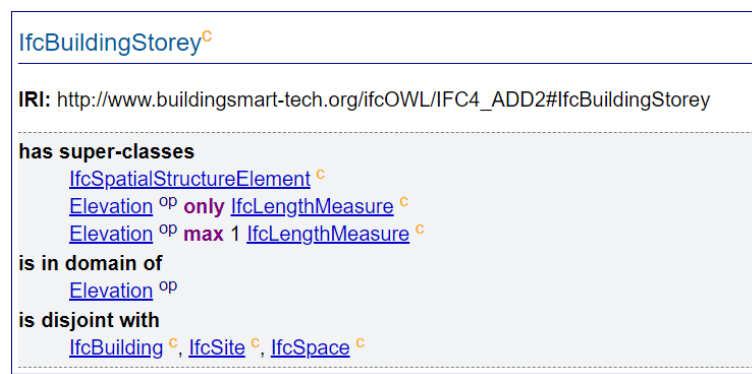 IfcBuildingStorey c
IRI: http://www.buildingsmart-tech.org/ifcOWL/IFC4_ADD2#IfcBuildingStorey
has super-classes
IfcSpatialStructureElement c
Elevation op only IfcLengthMeasure c
Elevation op max 1 IfcLengthMeasure c
is in domain of
Elevation op
is disjoint with
IfcBuilding c, IfcSite c, IfcSpace c